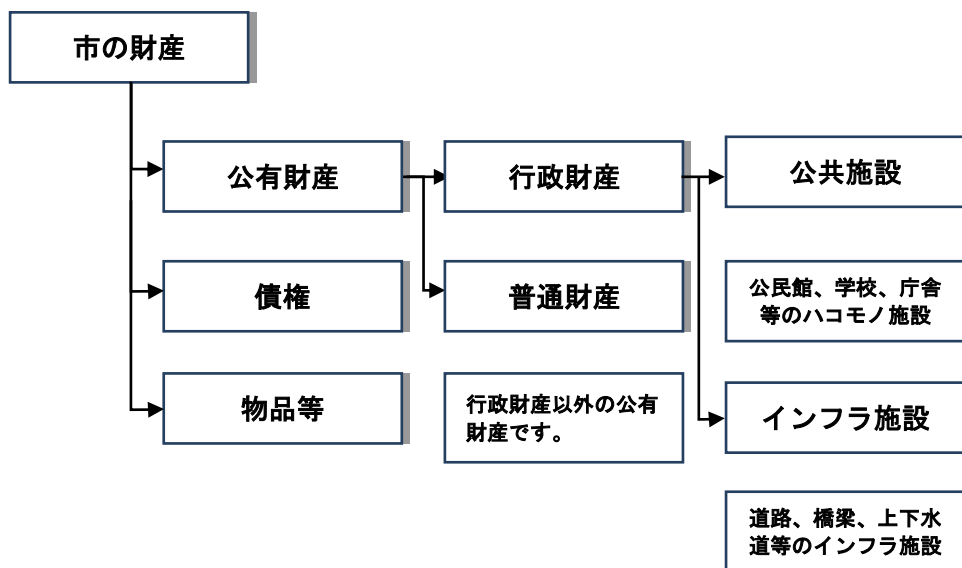 市の財産
公有財産
行政財産
公共施設
債権
普通財産
公民館、学校、庁舎
等のハコモノ施設
物品等
行政財産以外の公有
財産です。
インフラ施設
道路、橋梁、上下水
道等のインフラ施設